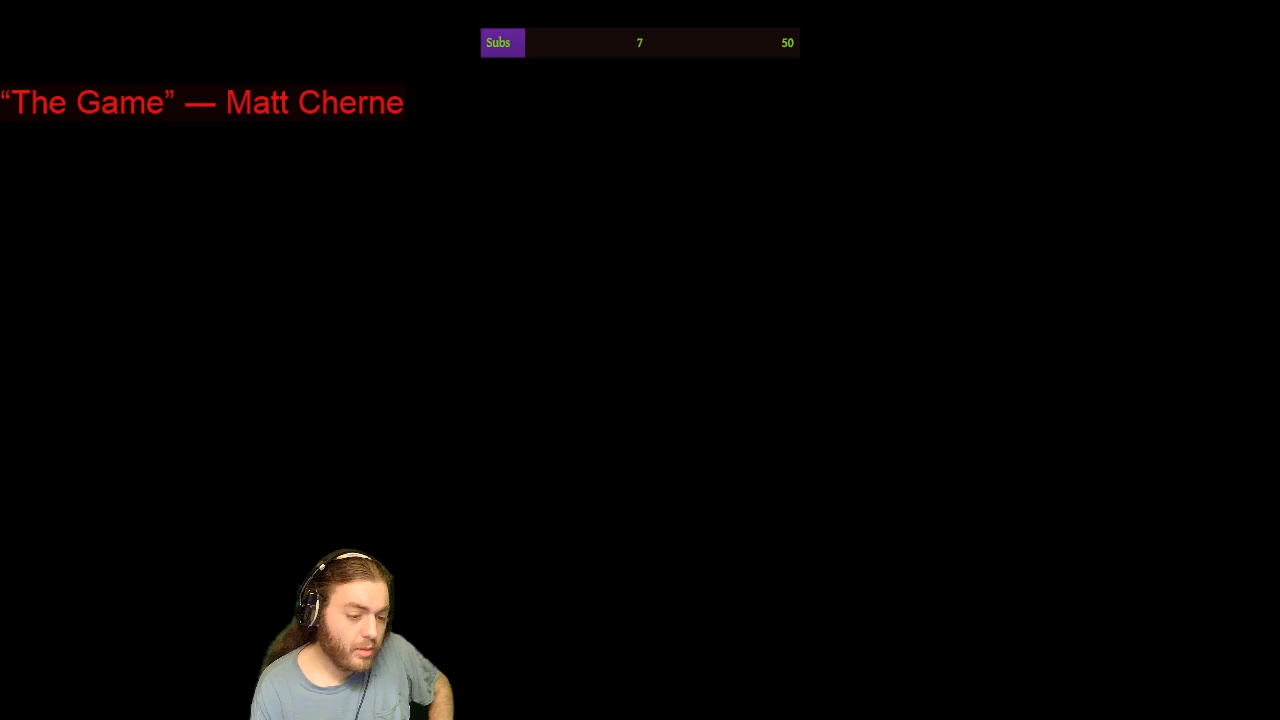 Subs 7 50
“The Game” — Matt Cherne